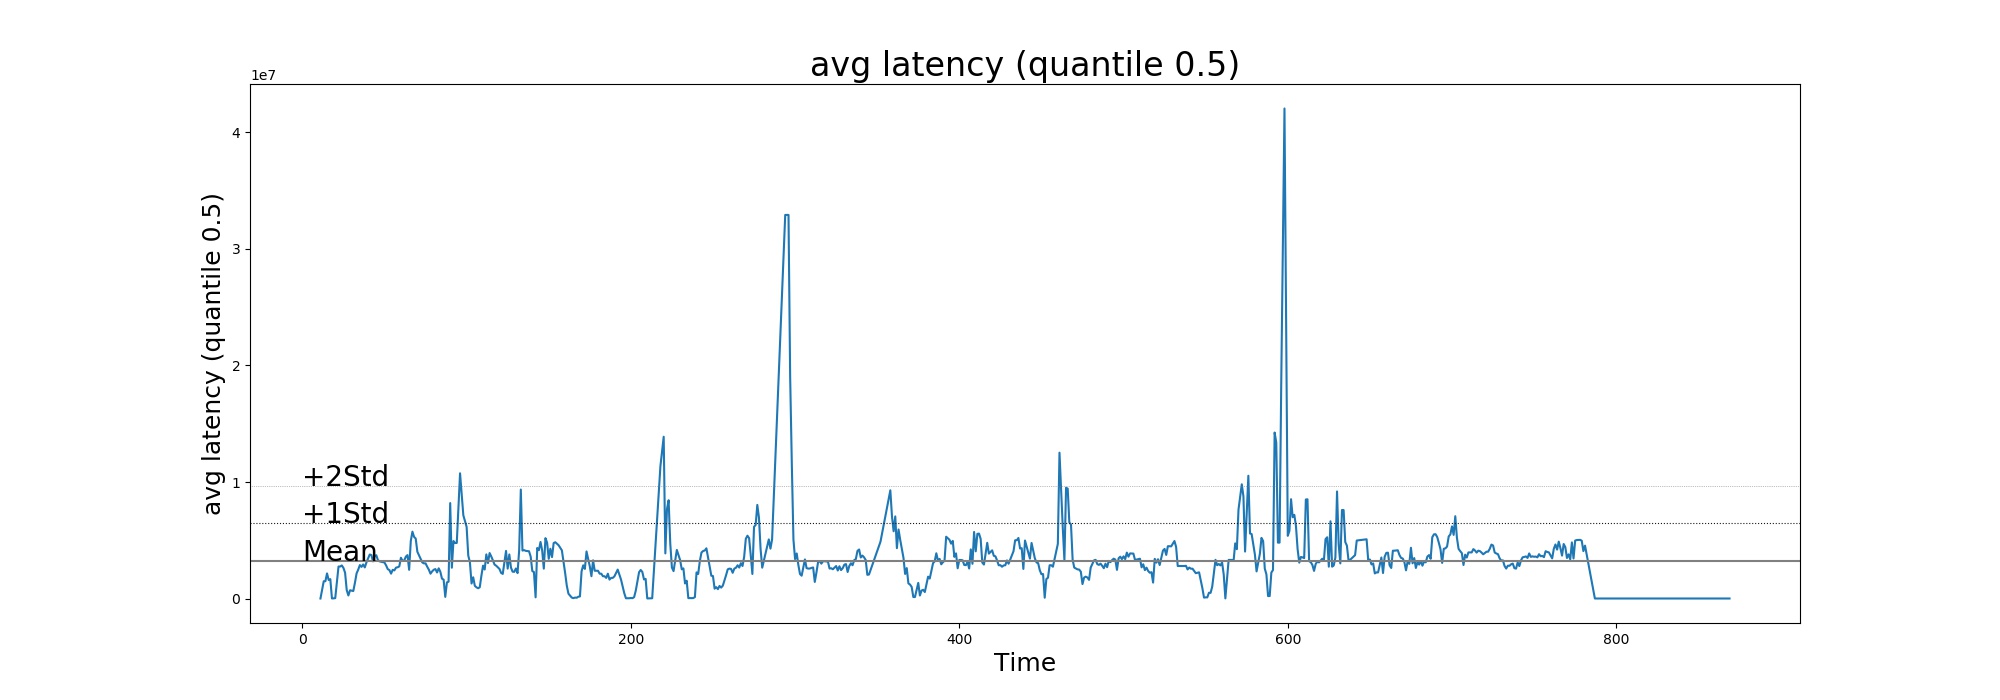 avg latency (quantile 0.5)
1e7
4
3
2
1
0
avg latency (quantile 0.5)
+2Std
+1Std
Mean
0 200 400 600 800
Time